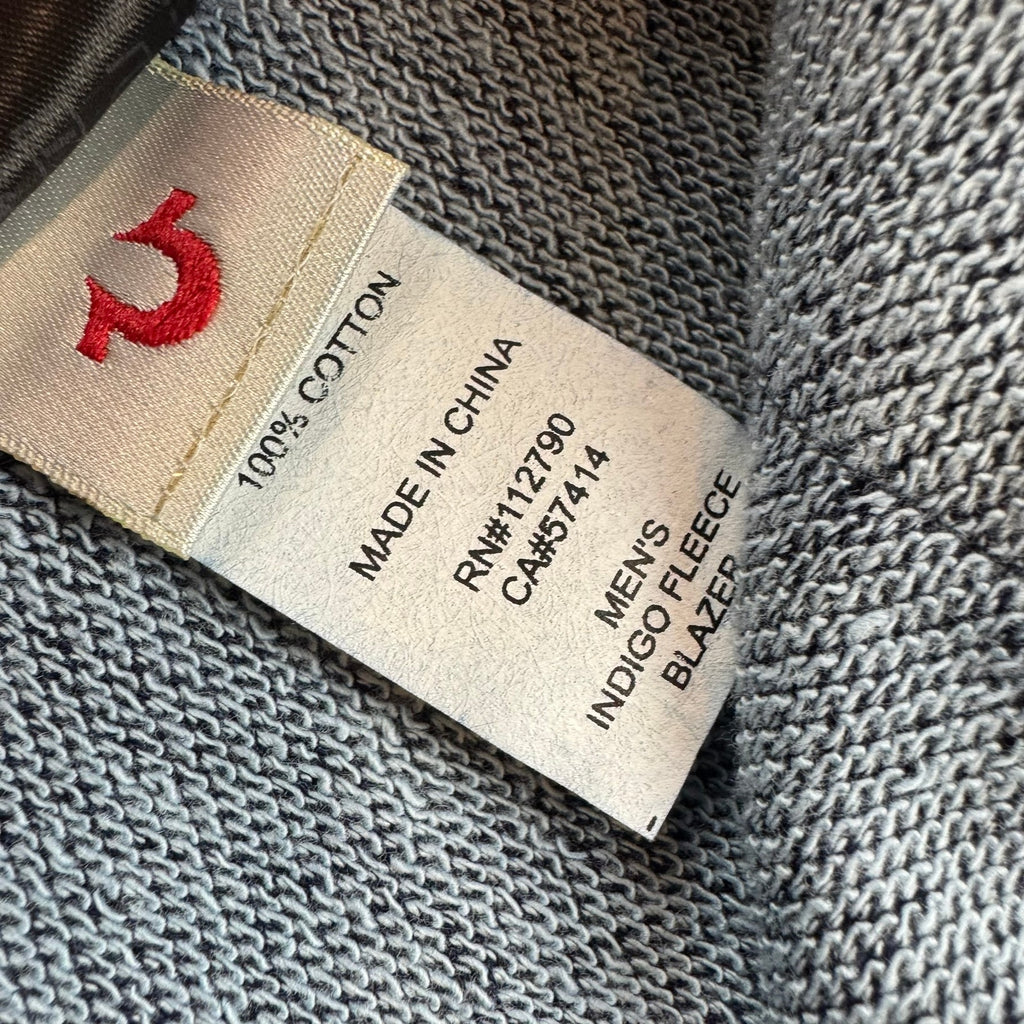 100% COTTON
MADE IN CHINA
RN#112790
CA#57414
MEN'S
INDIGO FLEECE
BLAZER